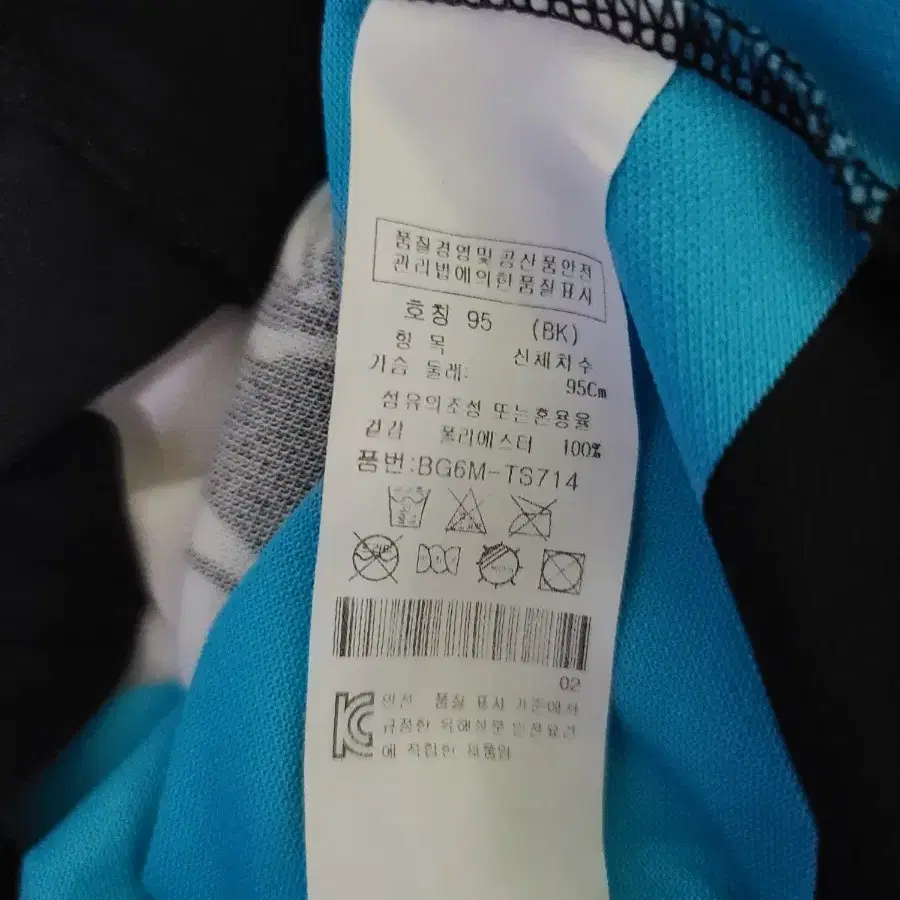 품질경영및 공산품안전
관리법에의한품질표시
호칭 95 (BK)
항 목 신체치수
가슴 둘레: 95Cm
섬유의조성 또는혼용율
겉감 폴리에스터 100%
품번:BG6M-TS714
02
안전 품질 표시 기준에서
규정한 유해물질 안전요건
에 적합한 제품임